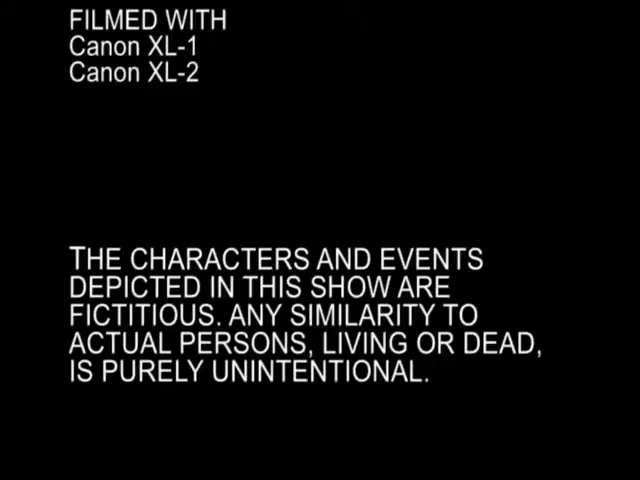 FILMED WITH
Canon XL-1
Canon XL-2
THE CHARACTERS AND EVENTS
DEPICTED IN THIS SHOW ARE
FICTITIOUS. ANY SIMILARITY TO
ACTUAL PERSONS, LIVING OR DEAD,
IS PURELY UNINTENTIONAL.